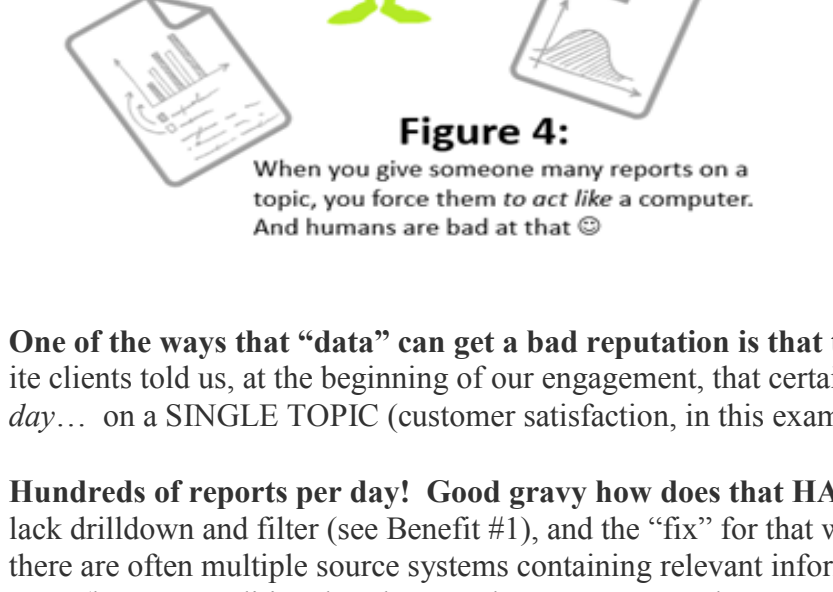 Figure 4:
When you give someone many reports on a
topic, you force them to act like a computer.
And humans are bad at that ☺
One of the ways that “data” can get a bad reputation is that
ite clients told us, at the beginning of our engagement, that
day… on a SINGLE TOPIC (customer satisfaction, in this
Hundreds of reports per day! Good gravy how does that
lack drilldown and filter (see Benefit #1), and the “fix” for that
there are often multiple source systems containing relevant